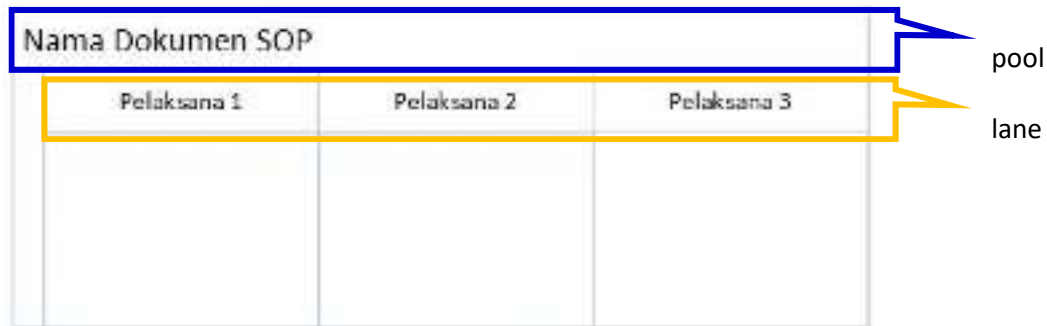 Nama Dokumen SOP
pool
Pelaksana 1 Pelaksana 2 Pelaksana 3
lane